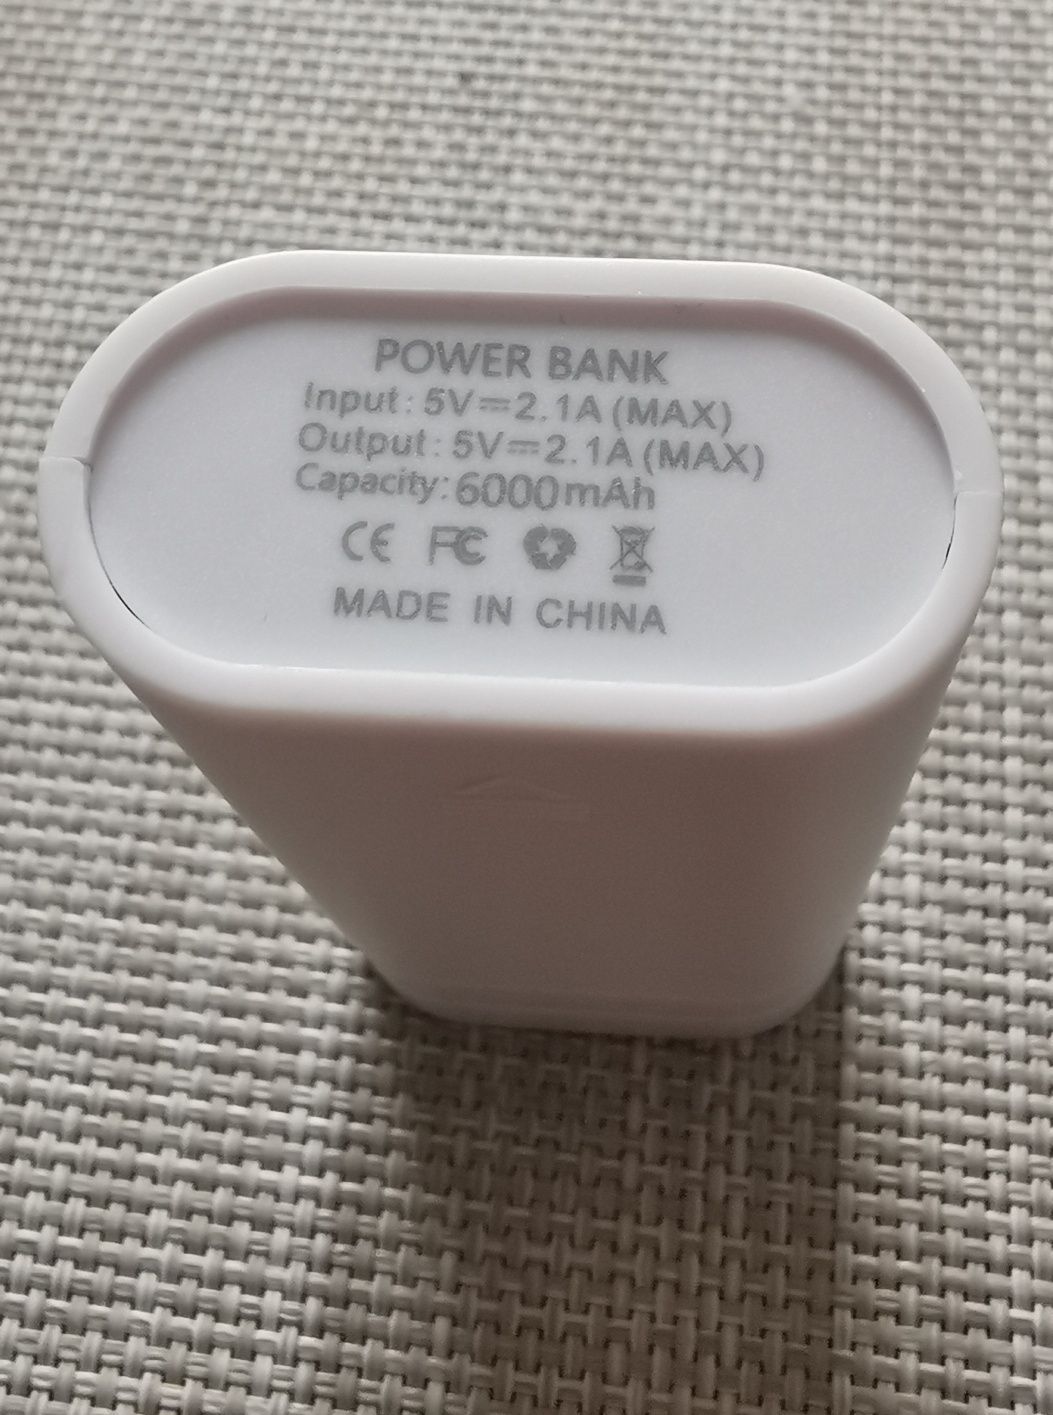 POWER BANK
Input: 5V⎓2.1A (MAX)
Output: 5V⎓2.1A (MAX)
Capacity: 6000mAh
CE FC
MADE IN CHINA